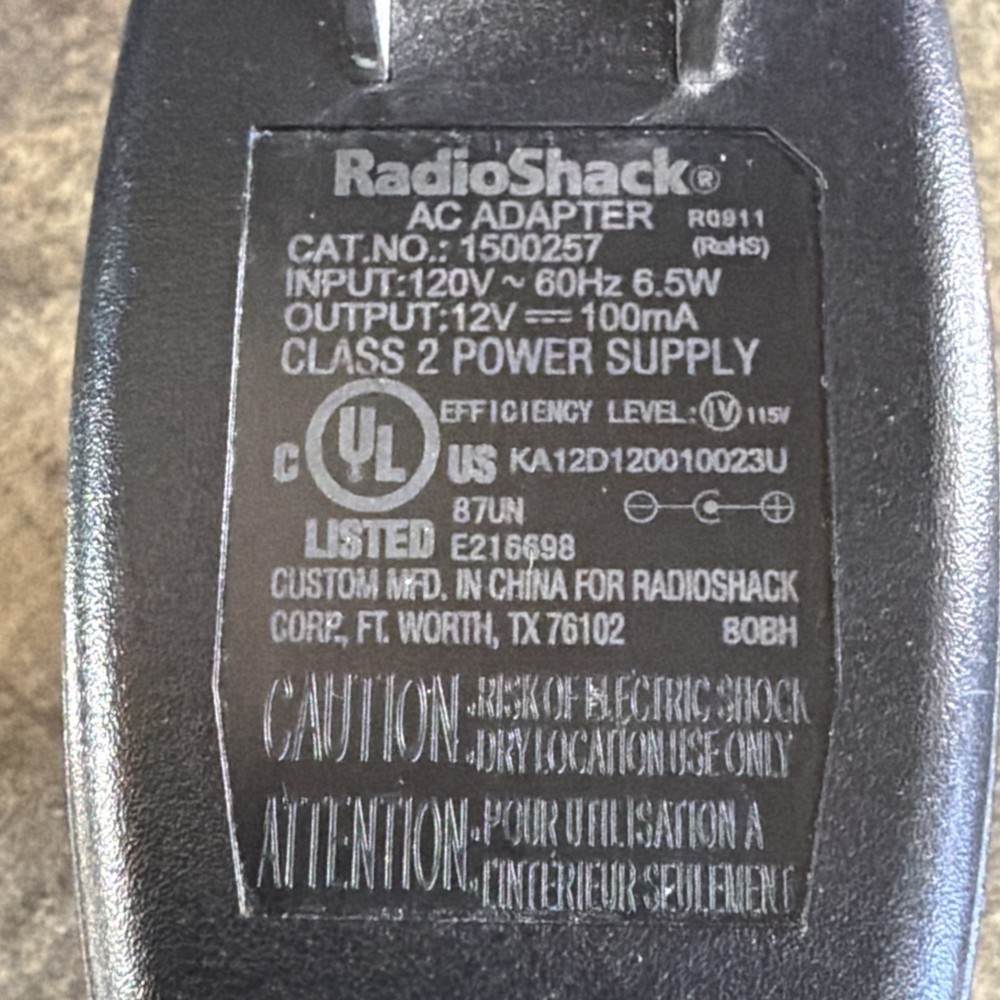 RadioShack®
AC ADAPTER R0911
CAT.NO.: 1500257 (RoHS)
INPUT:120V ~ 60Hz 6.5W
OUTPUT:12V ⎓ 100mA
CLASS 2 POWER SUPPLY
EFFICIENCY LEVEL: IV 115V
C UL US KA12D120010023U
87UN
LISTED E216698
CUSTOM MFD. IN CHINA FOR RADIOSHACK
CORP., FT. WORTH, TX 76102 80BH
CAUTION •RISK OF ELECTRIC SHOCK
•DRY LOCATION USE ONLY
ATTENTION •POUR UTILISATION A
L'INTÉRIEUR SEULEMENT